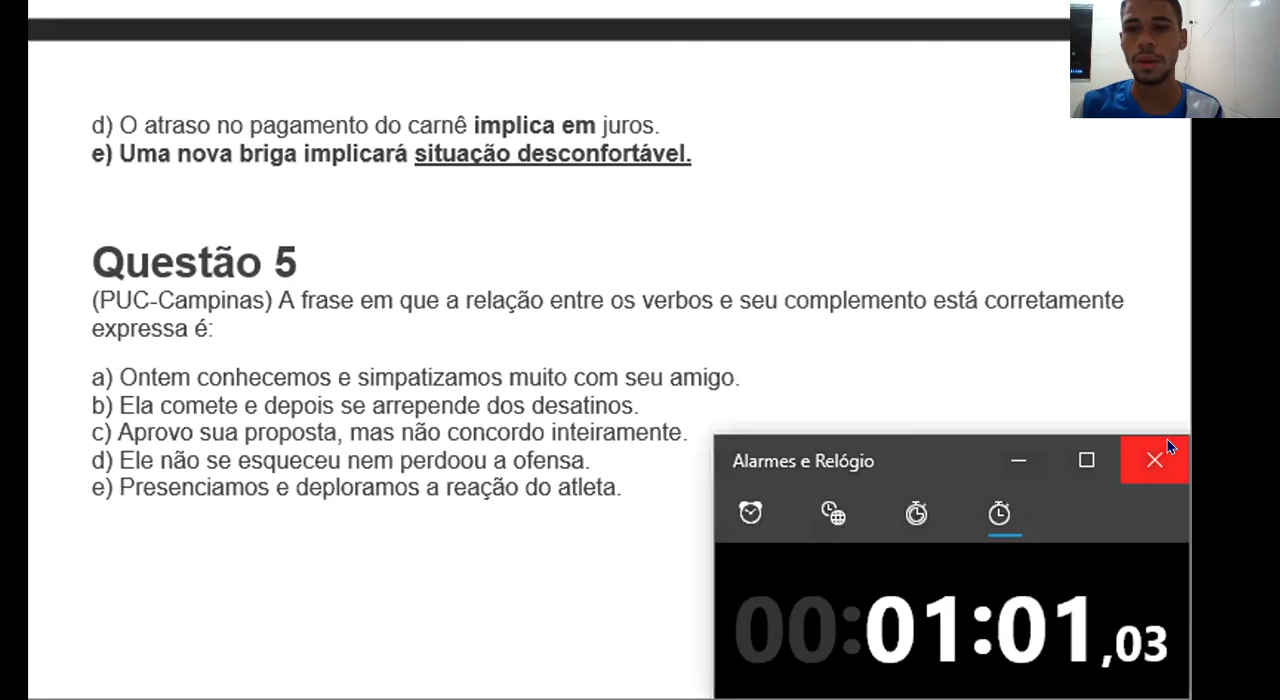 d) O atraso no pagamento do carnê implica em juros.
e) Uma nova briga implicará situação desconfortável.
Questão 5
(PUC-Campinas) A frase em que a relação entre os verbos e seu complemento está corretamente
expressa é:
a) Ontem conhecemos e simpatizamos muito com seu amigo.
b) Ela comete e depois se arrepende dos desatinos.
c) Aprovo sua proposta, mas não concordo inteiramente.
d) Ele não se esqueceu nem perdoou a ofensa.
e) Presenciamos e deploramos a reação do atleta.
Alarmes e Relógio
00:01:01,03